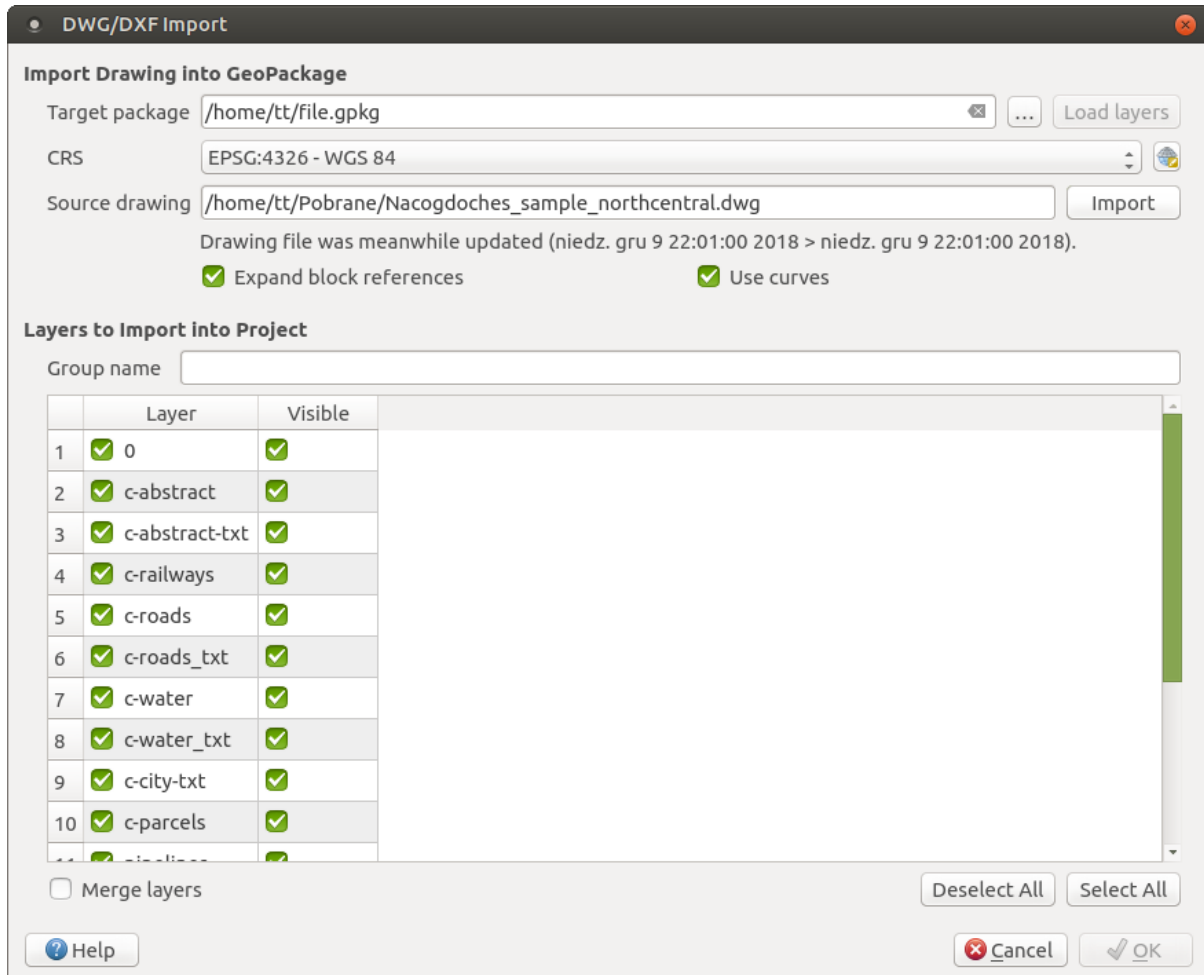 DWG/DXF Import
Import Drawing into GeoPackage
Target package /home/tt/file.gpkg ... Load layers
CRS EPSG:4326 - WGS 84
Source drawing /home/tt/Pobrane/Nacogdoches_sample_northcentral.dwg Import
Drawing file was meanwhile updated (niedz. gru 9 22:01:00 2018 > niedz. gru 9 22:01:00 2018).
Expand block references Use curves
Layers to Import into Project
Group name
Layer Visible
1 0
2 c-abstract
3 c-abstract-txt
4 c-railways
5 c-roads
6 c-roads_txt
7 c-water
8 c-water_txt
9 c-city-txt
10 c-parcels
Merge layers Deselect All Select All
Help Cancel OK